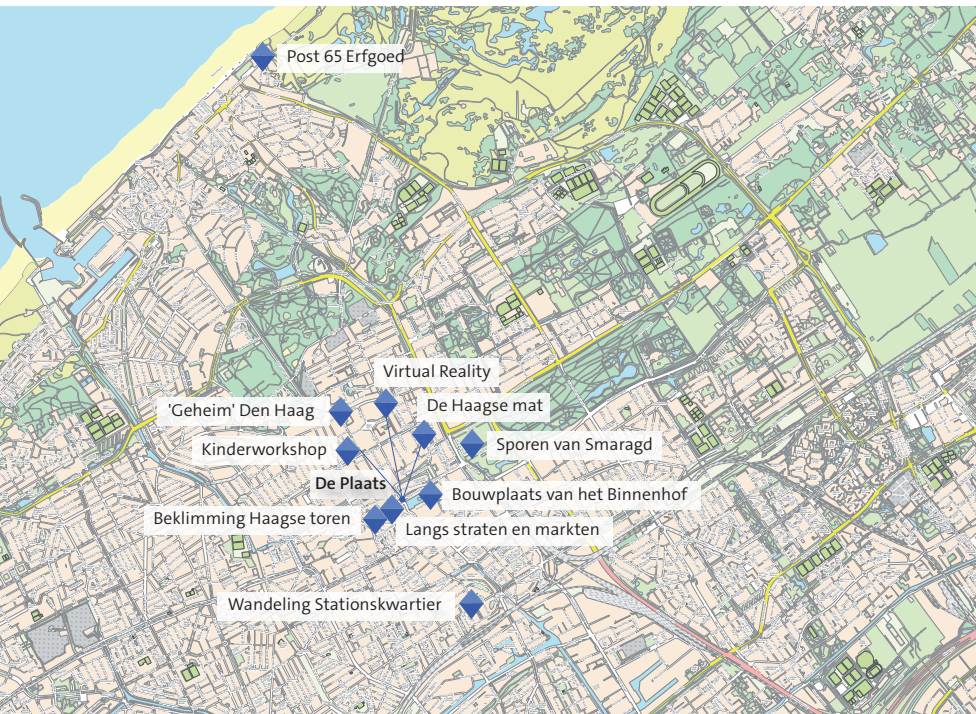 Post 65 Erfgoed
Virtual Reality
'Geheim' Den Haag
De Haagse mat
Kinderworkshop
Sporen van Smaragd
De Plaats
Bouwplaats van het Binnenhof
Beklimming Haagse toren
Langs straten en markten
Wandeling Stationskwartier